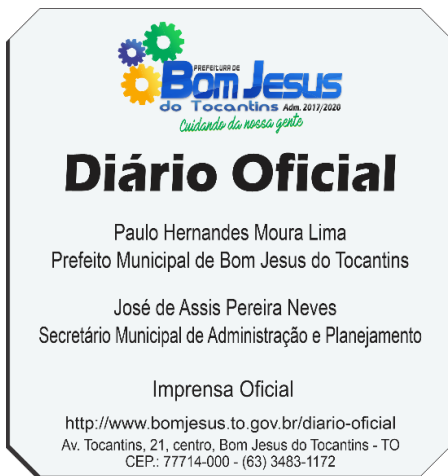 PREFEITURA DE
BOM JESUS
do Tocantins Adm. 2017/2020
Cuidando da nossa gente
Diário Oficial
Paulo Hernandes Moura Lima
Prefeito Municipal de Bom Jesus do Tocantins
José de Assis Pereira Neves
Secretário Municipal de Administração e Planejamento
Imprensa Oficial
http://www.bomjesus.to.gov.br/diario-oficial
Av. Tocantins, 21, centro, Bom Jesus do Tocantins - TO
CEP.: 77714-000 - (63) 3483-1172